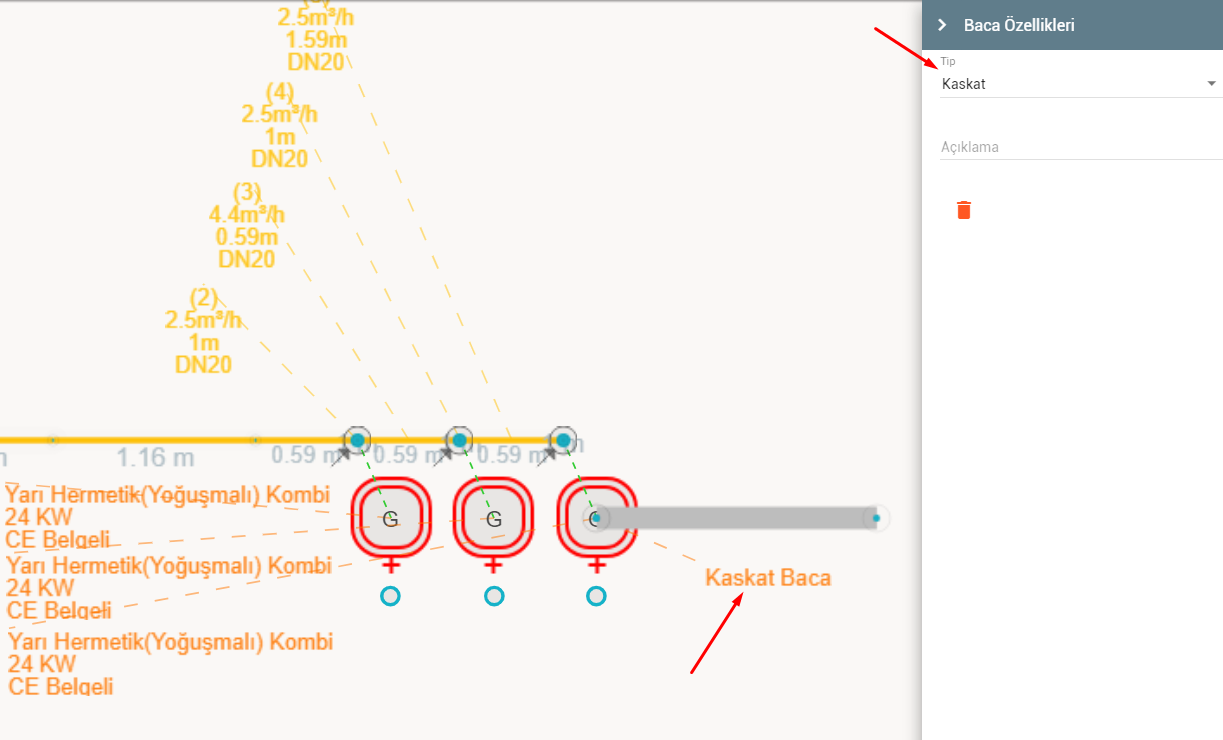 2.5m³/h
1.59m
DN20
(4)
2.5m³/h
1m
DN20
(3)
4.4m³/h
0.59m
DN20
(2)
2.5m³/h
1m
DN20
1.16 m
0.59 m
0.59 m
0.59 m
Yarı Hermetik(Yoğuşmalı) Kombi
24 KW
CE Belgeli
Yarı Hermetik(Yoğuşmalı) Kombi
24 KW
CE Belgeli
Yarı Hermetik(Yoğuşmalı) Kombi
24 KW
CE Belgeli
G
G
G
Kaskat Baca
Baca Özellikleri
Tip
Kaskat
Açıklama